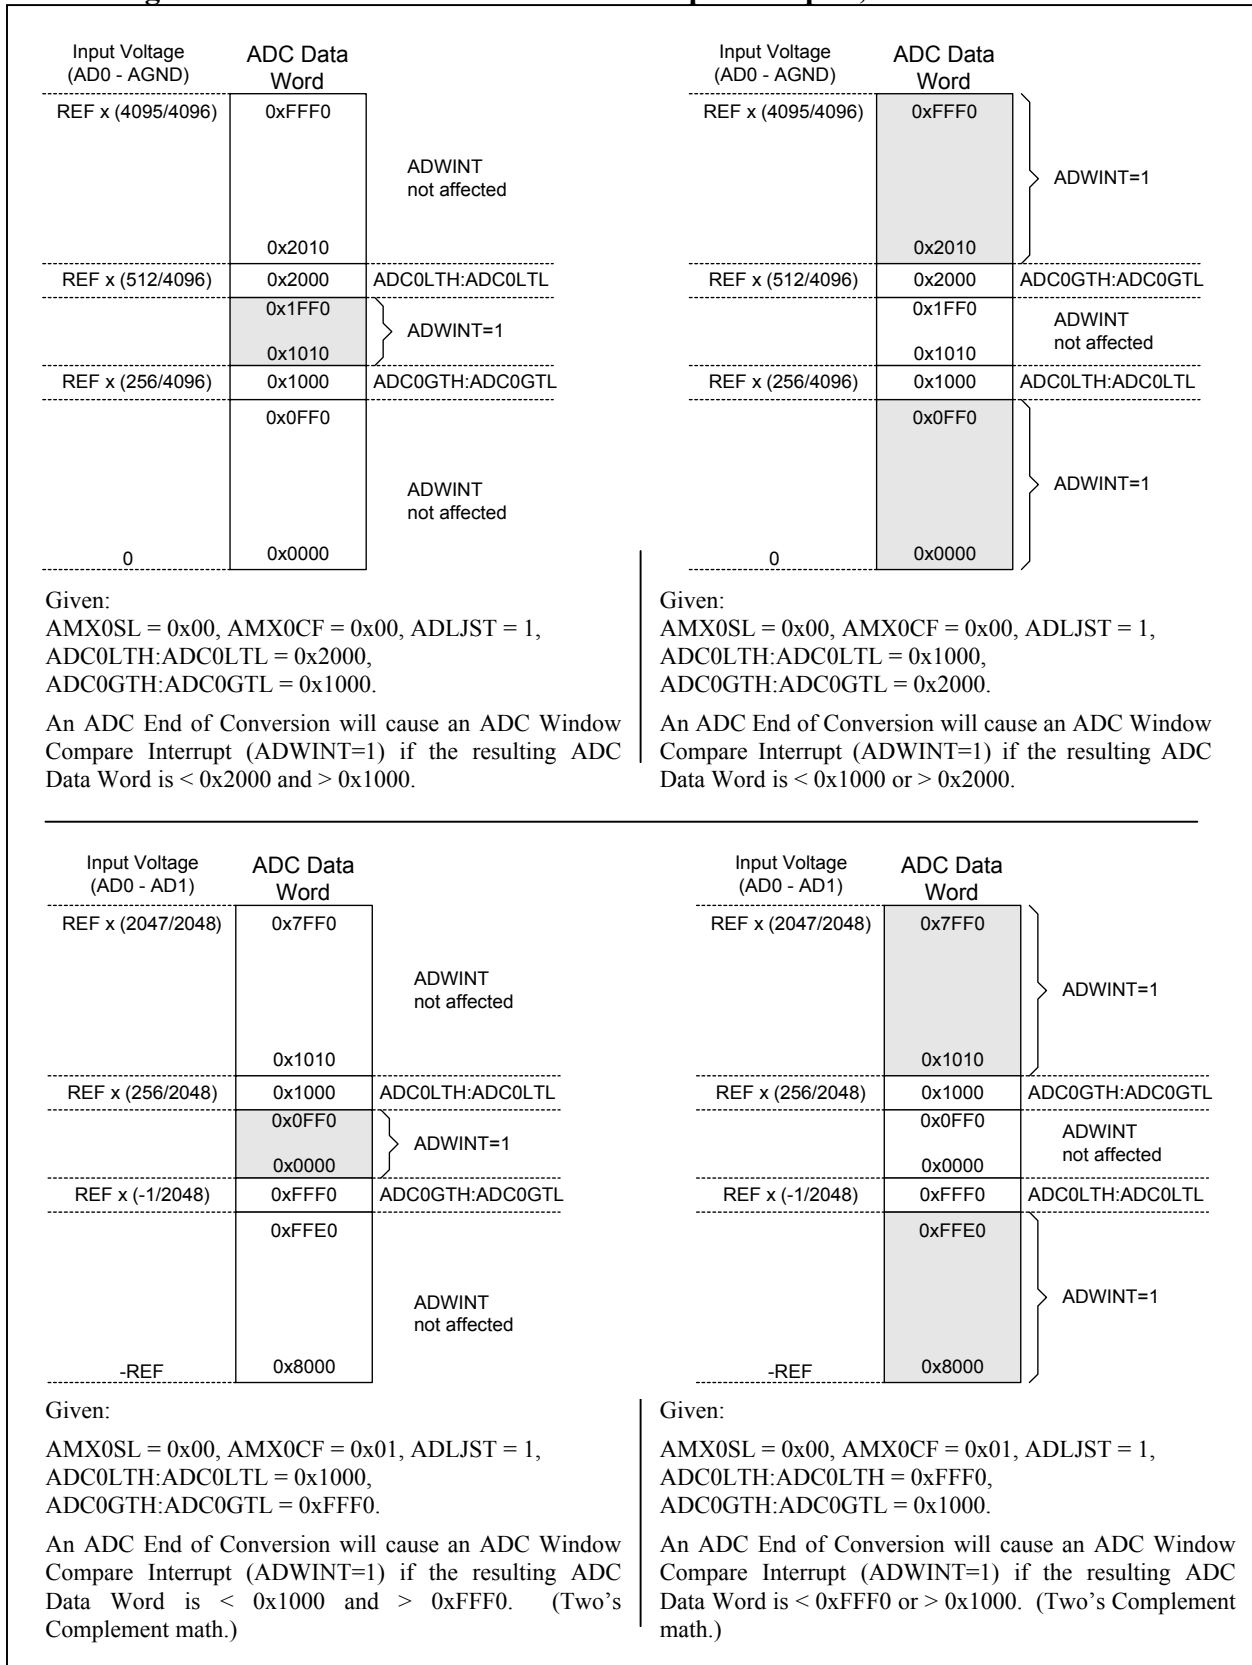 Input Voltage
(AD0 - AGND)
ADC Data
Word
REF x (4095/4096)
0xFFF0
ADWINT
not affected
0x2010
REF x (512/4096)
0x2000
ADC0LTH:ADC0LTL
0x1FF0
ADWINT=1
0x1010
REF x (256/4096)
0x1000
ADC0GTH:ADC0GTL
0x0FF0
ADWINT
not affected
0
0x0000
Given:
AMX0SL = 0x00, AMX0CF = 0x00, ADLJST = 1,
ADC0LTH:ADC0LTL = 0x2000,
ADC0GTH:ADC0GTL = 0x1000.
An ADC End of Conversion will cause an ADC Window
Compare Interrupt (ADWINT=1) if the resulting ADC
Data Word is < 0x2000 and > 0x1000.
Input Voltage
(AD0 - AGND)
ADC Data
Word
REF x (4095/4096)
0xFFF0
ADWINT=1
0x2010
REF x (512/4096)
0x2000
ADC0GTH:ADC0GTL
0x1FF0
ADWINT
not affected
0x1010
REF x (256/4096)
0x1000
ADC0LTH:ADC0LTL
0x0FF0
ADWINT=1
0
0x0000
Given:
AMX0SL = 0x00, AMX0CF = 0x00, ADLJST = 1,
ADC0LTH:ADC0LTL = 0x1000,
ADC0GTH:ADC0GTL = 0x2000.
An ADC End of Conversion will cause an ADC Window
Compare Interrupt (ADWINT=1) if the resulting ADC
Data Word is < 0x1000 or > 0x2000.
Input Voltage
(AD0 - AD1)
ADC Data
Word
REF x (2047/2048)
0x7FF0
ADWINT
not affected
0x1010
REF x (256/2048)
0x1000
ADC0LTH:ADC0LTL
0x0FF0
ADWINT=1
0x0000
REF x (-1/2048)
0xFFF0
ADC0GTH:ADC0GTL
0xFFE0
ADWINT
not affected
-REF
0x8000
Given:
AMX0SL = 0x00, AMX0CF = 0x01, ADLJST = 1,
ADC0LTH:ADC0LTL = 0x1000,
ADC0GTH:ADC0GTL = 0xFFF0.
An ADC End of Conversion will cause an ADC Window
Compare Interrupt (ADWINT=1) if the resulting ADC
Data Word is < 0x1000 and > 0xFFF0. (Two's
Complement math.)
Input Voltage
(AD0 - AD1)
ADC Data
Word
REF x (2047/2048)
0x7FF0
ADWINT=1
0x1010
REF x (256/2048)
0x1000
ADC0GTH:ADC0GTL
0x0FF0
ADWINT
not affected
0x0000
REF x (-1/2048)
0xFFF0
ADC0LTH:ADC0LTL
0xFFE0
ADWINT=1
-REF
0x8000
Given:
AMX0SL = 0x00, AMX0CF = 0x01, ADLJST = 1,
ADC0LTH:ADC0LTH = 0xFFF0,
ADC0GTH:ADC0GTL = 0x1000.
An ADC End of Conversion will cause an ADC Window
Compare Interrupt (ADWINT=1) if the resulting ADC
Data Word is < 0xFFF0 or > 0x1000. (Two's Complement
math.)